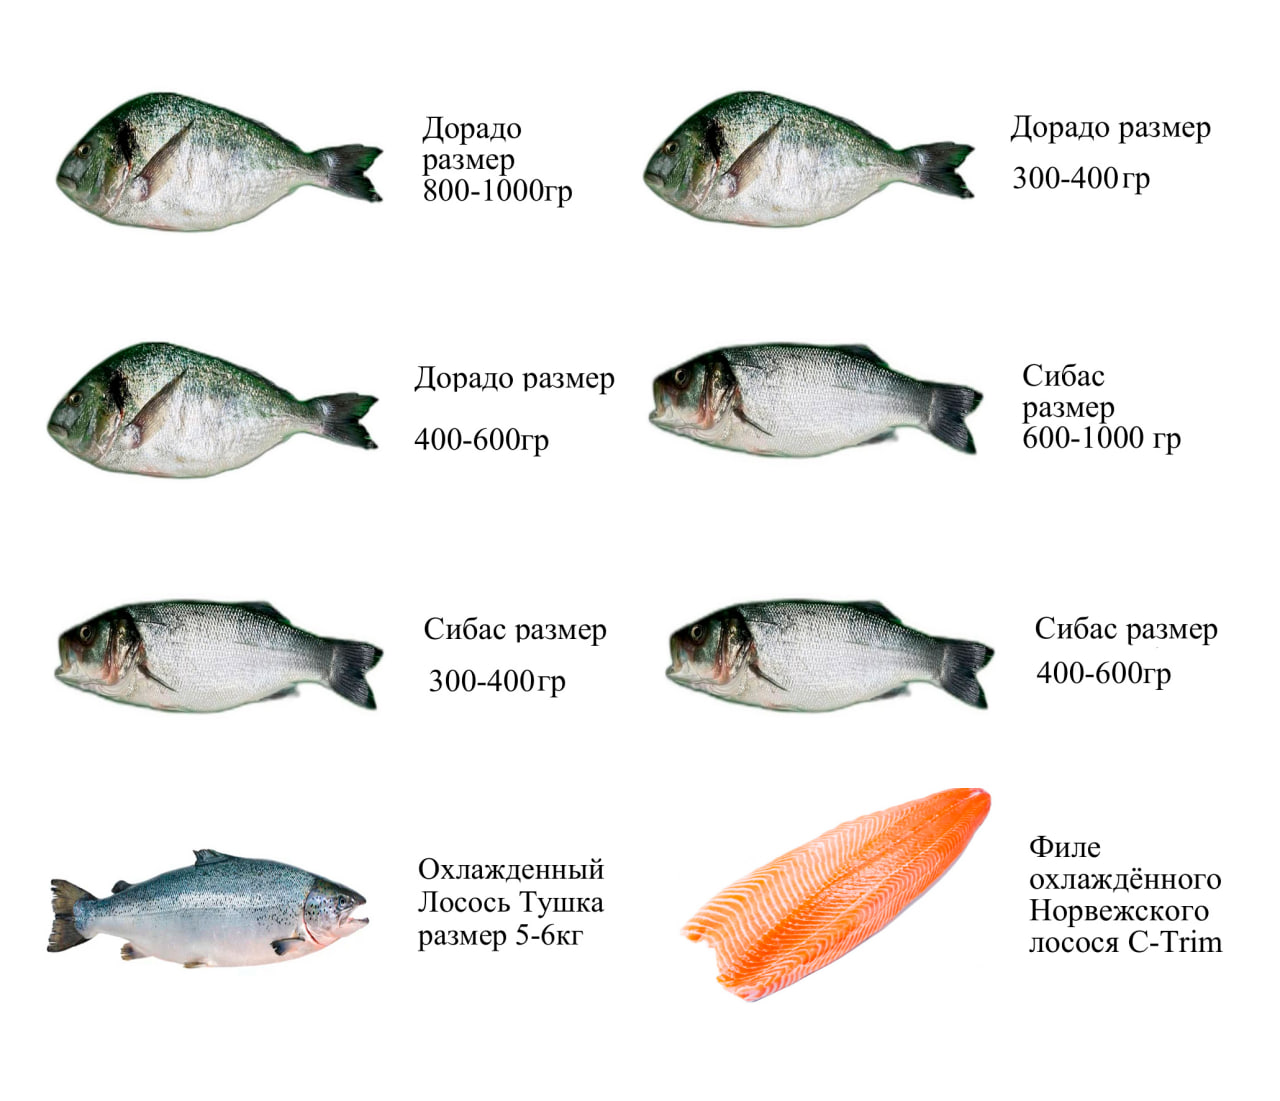 Дорадо
размер
800-1000гр
Дорадо размер
300-400гр
Дорадо размер
400-600гр
Сибас
размер
600-1000 гр
Сибас размер
300-400гр
Сибас размер
400-600гр
Охлажденный
Лосось Тушка
размер 5-6кг
Филе
охлаждённого
Норвежского
лосося C-Trim